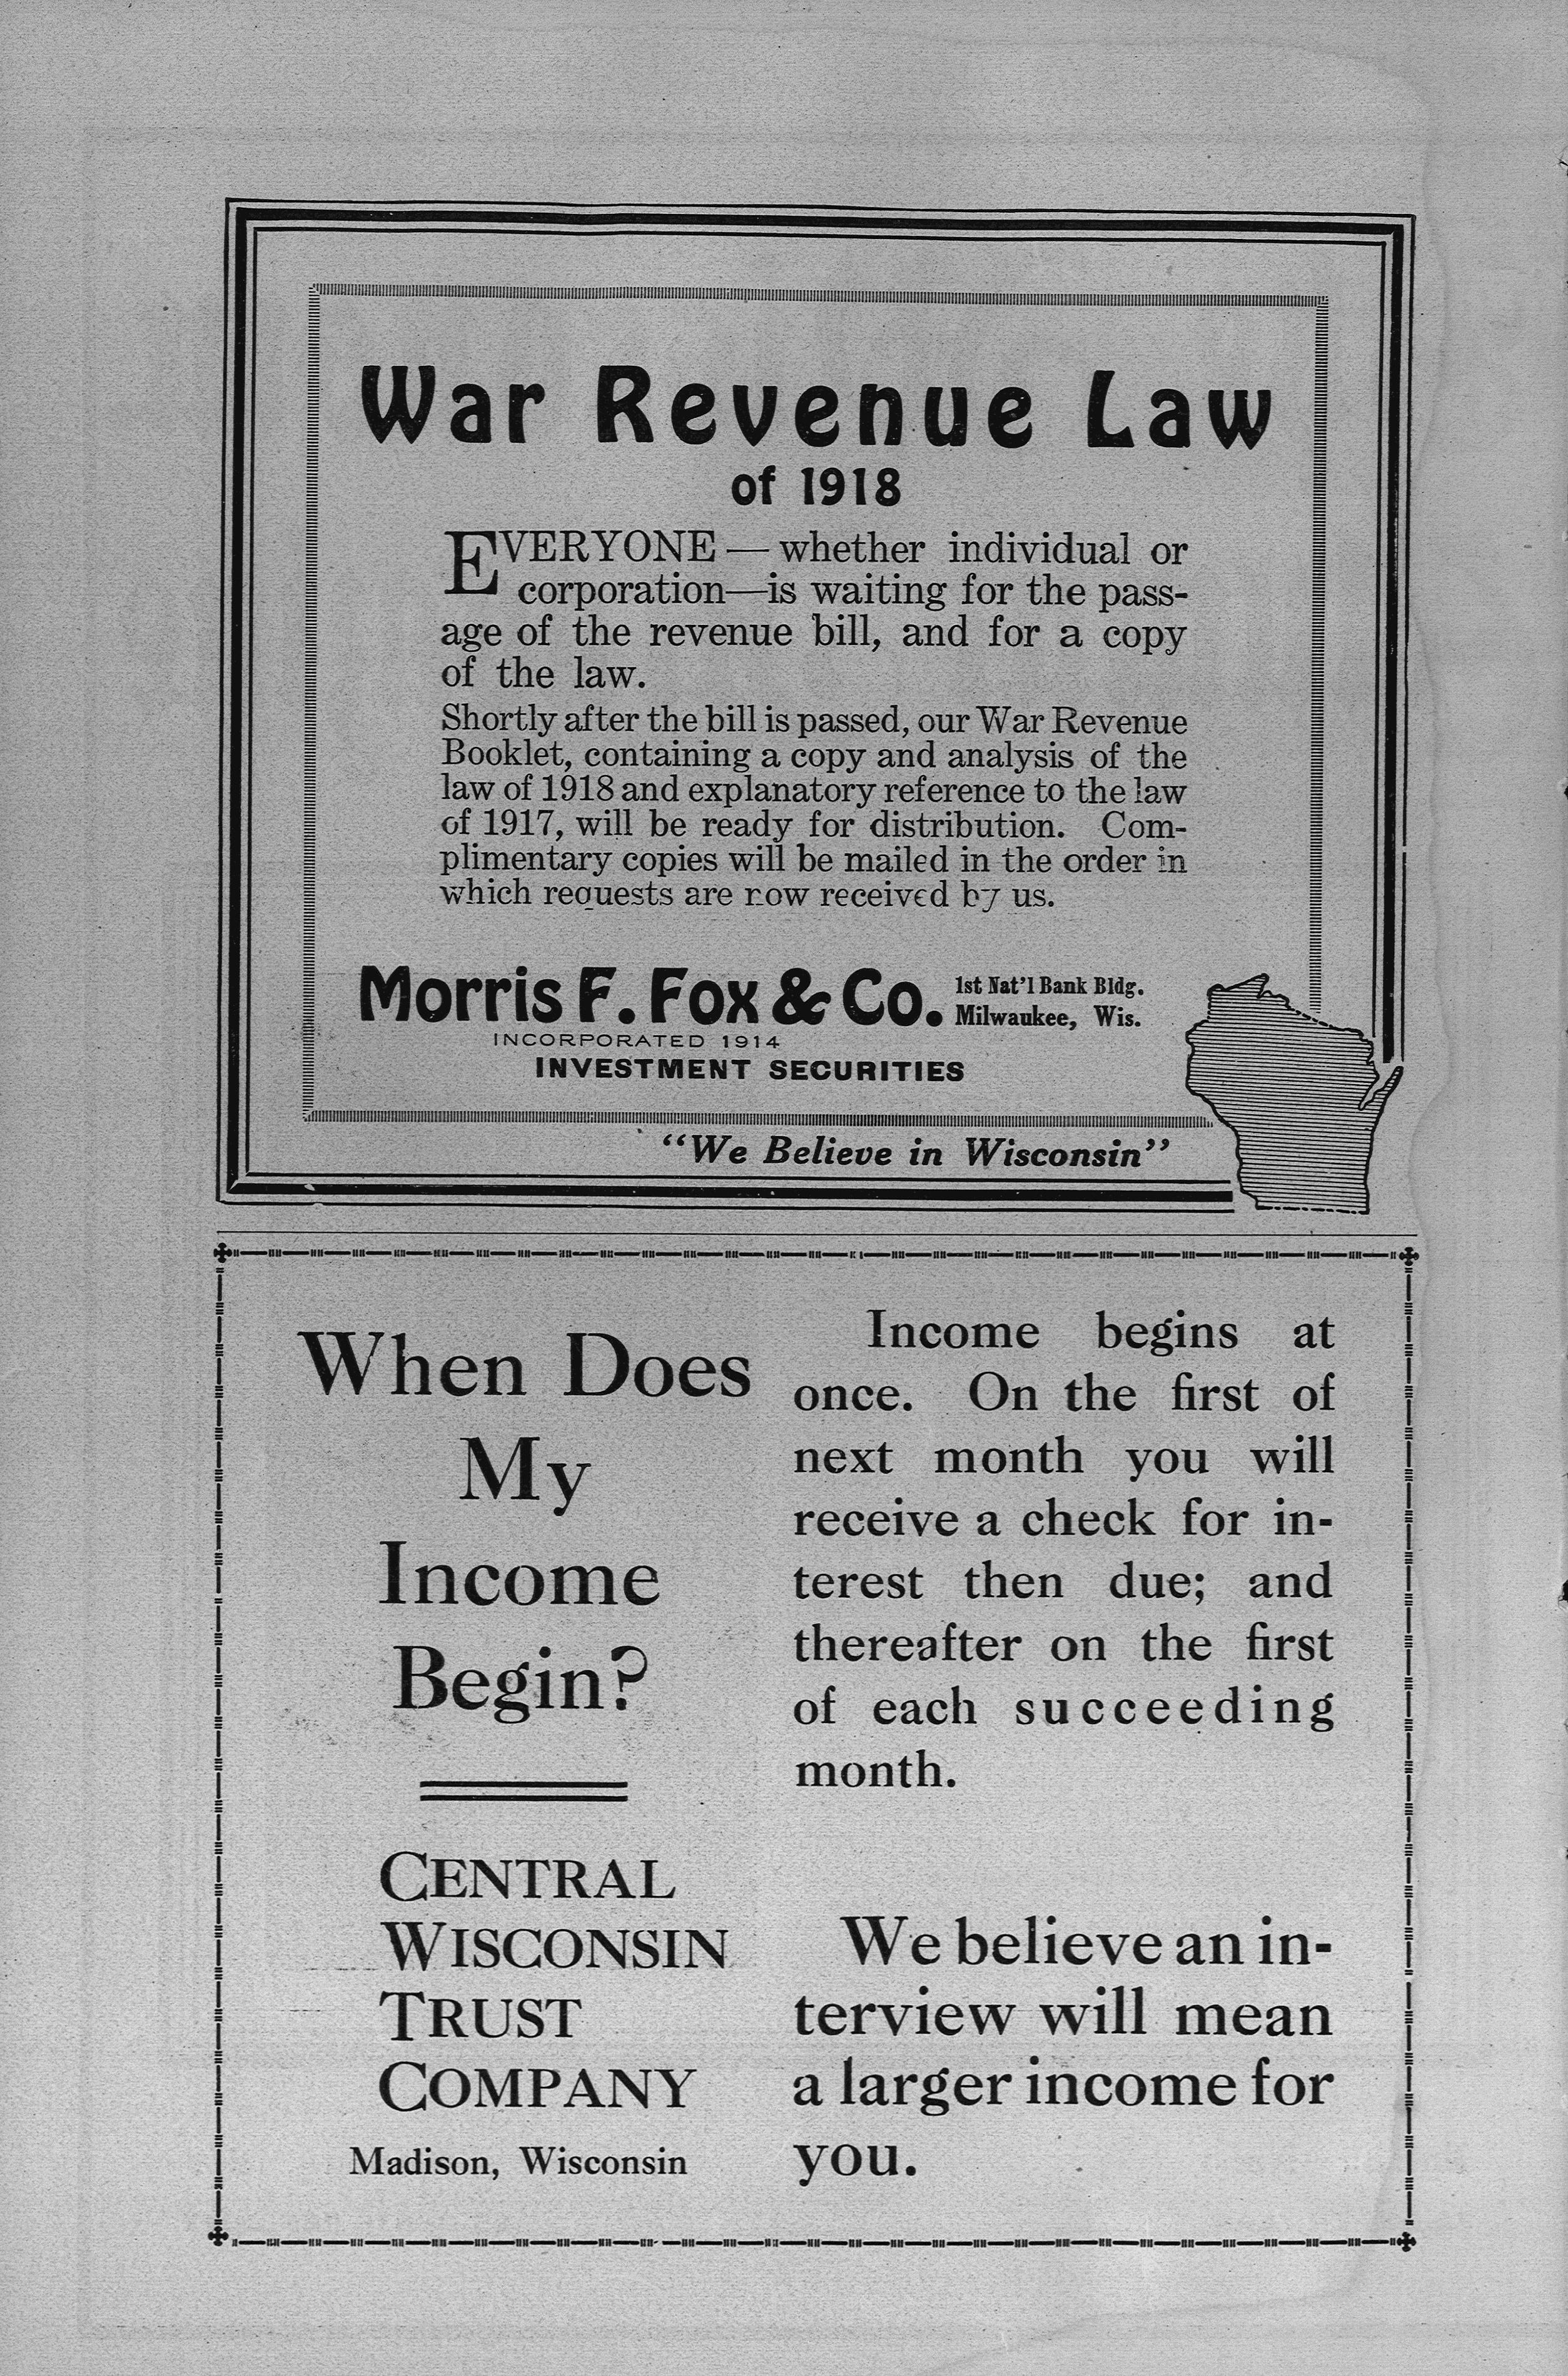 War Revenue Law
of 1918
EVERYONE — whether individual or
corporation—is waiting for the pass-
age of the revenue bill, and for a copy
of the law.
Shortly after the bill is passed, our War Revenue
Booklet, containing a copy and analysis of the
law of 1918 and explanatory reference to the law
of 1917, will be ready for distribution. Com-
plimentary copies will be mailed in the order in
which requests are now received by us.
Morris F. Fox & Co.
1st Nat'l Bank Bldg.
Milwaukee, Wis.
INCORPORATED 1914
INVESTMENT SECURITIES
"We Believe in Wisconsin"
When Does
My
Income
Begin?
CENTRAL
WISCONSIN
TRUST
COMPANY
Madison, Wisconsin
Income begins at
once. On the first of
next month you will
receive a check for in-
terest then due; and
thereafter on the first
of each succeeding
month.
We believe an in-
terview will mean
a larger income for
you.